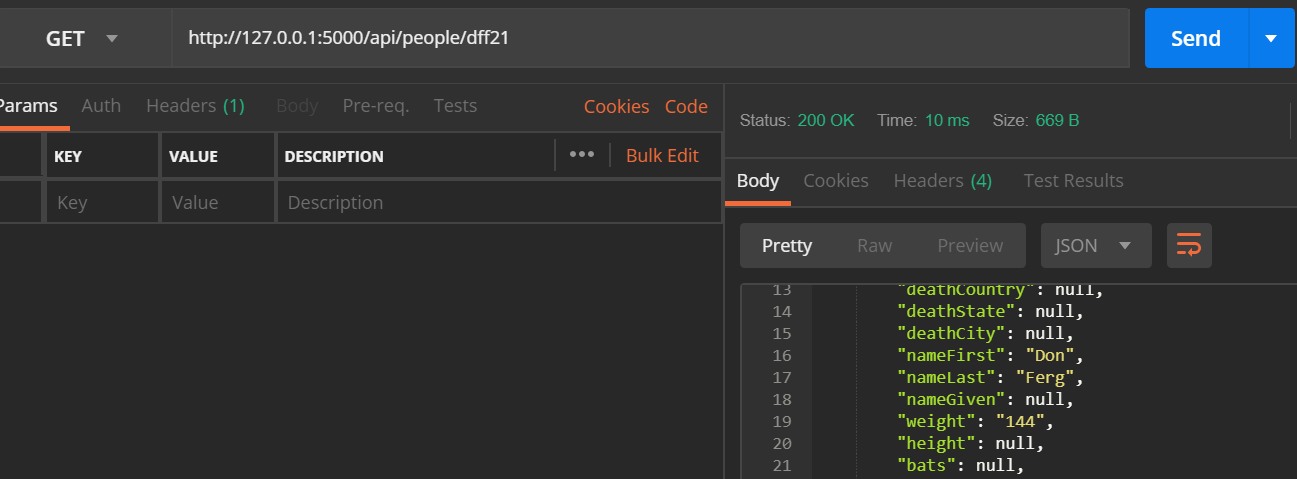 GET http://127.0.0.1:5000/api/people/dff21 Send
Params Auth Headers (1) Body Pre-req. Tests Cookies Code
KEY VALUE DESCRIPTION ••• Bulk Edit
Key Value Description
Status: 200 OK Time: 10 ms Size: 669 B
Body Cookies Headers (4) Test Results
Pretty Raw Preview JSON
13 "deathCountry": null,
14 "deathState": null,
15 "deathCity": null,
16 "nameFirst": "Don",
17 "nameLast": "Ferg",
18 "nameGiven": null,
19 "weight": "144",
20 "height": null,
21 "bats": null,